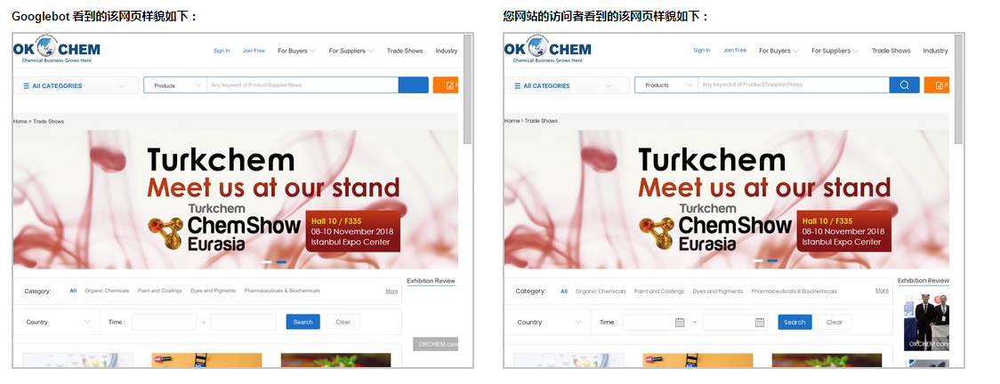 Googlebot 看到的该网页样貌如下：
OK CHEM
Chemical Business Grows Here
Sign In Join Free For Buyers For Suppliers Trade Shows Industry
All CATEGORIES Products Any keyword of Product/Supplier/News
Home > Trade Shows
Turkchem
Meet us at our stand
Turkchem
ChemShow
Eurasia
Hall 10 / F335
08-10 November 2018
Istanbul Expo Center
Category: All Organic Chemicals Paint and Coatings Dyes and Pigments Pharmaceuticals & Biochemicals More
Exhibition Review
Country Time : - Search Clear
OKCHEM cam
您网站的访问者看到的该网页样貌如下：
OK CHEM
Chemical Business Grows Here
Sign In Join Free For Buyers For Suppliers Trade Shows Industry
All CATEGORIES Products Any keyword of Product/Supplier/News
Home > Trade Shows
Turkchem
Meet us at our stand
Turkchem
ChemShow
Eurasia
Hall 10 / F335
08-10 November 2018
Istanbul Expo Center
Category: All Organic Chemicals Paint and Coatings Dyes and Pigments Pharmaceuticals & Biochemicals More
Exhibition Review
Country Time : - Search Clear
OKCHEM cam